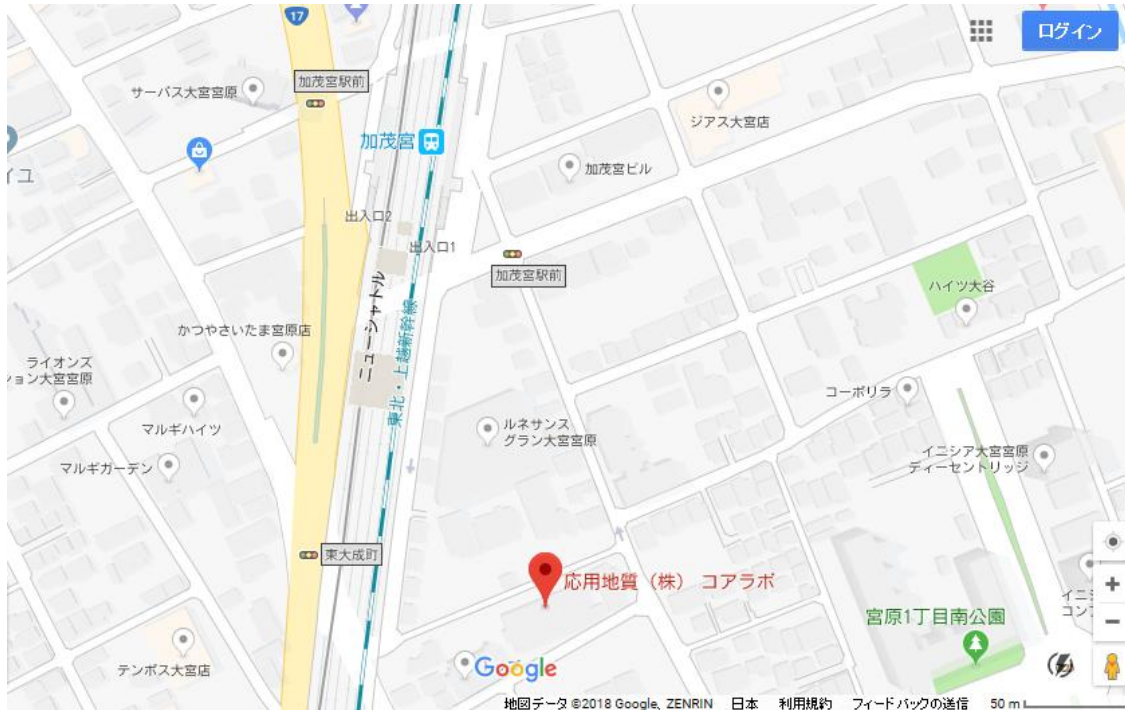 17
ログイン
加茂宮駅前
サーバス大宮宮原
ジアス大宮店
加茂宮
加茂宮ビル
イユ
出入口2
出入口1
加茂宮駅前
ハイツ大谷
ニューシャトル
東北・上越新幹線
かつやさいたま宮原店
ライオンズ
ション大宮宮原
コーポリラ
マルギハイツ
ルネサンス
グラン大宮宮原
マルギガーデン
イニシア大宮宮原
ディーセントリッジ
東大成町
応用地質(株) コアラボ
イニシ
コンフ
宮原1丁目南公園
テンポス大宮店
Google
地図データ ©2018 Google, ZENRIN 日本 利用規約 フィードバックの送信 50 m